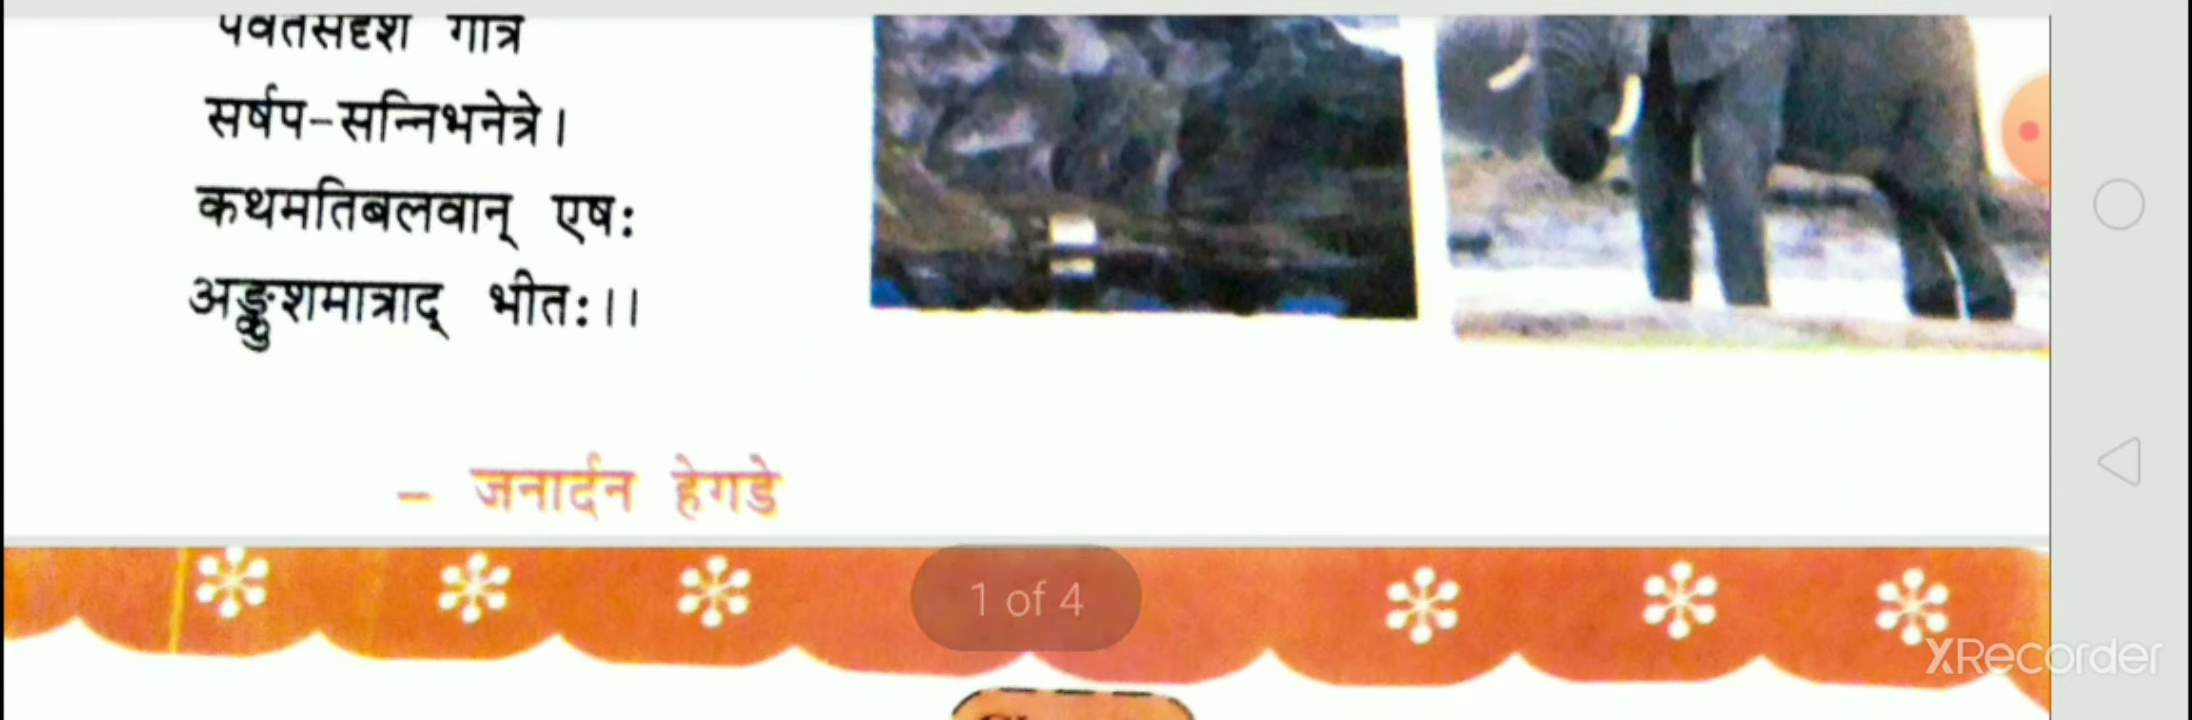 पर्वतसदृश गात्रे
सर्षप-सन्निभनेत्रे।
कथमतिबलवान् एषः
अङ्कुशमात्राद् भीतः।।
– जनार्दन हेगडे
1 of 4
XRecorder